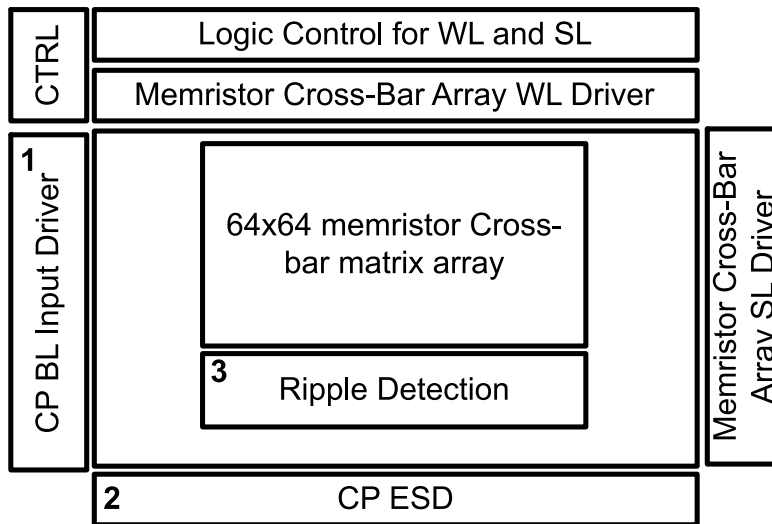 CTRL
Logic Control for WL and SL
Memristor Cross-Bar Array WL Driver
1
CP BL Input Driver
64x64 memristor Cross-
bar matrix array
3
Ripple Detection
Memristor Cross-Bar
Array SL Driver
2
CP ESD